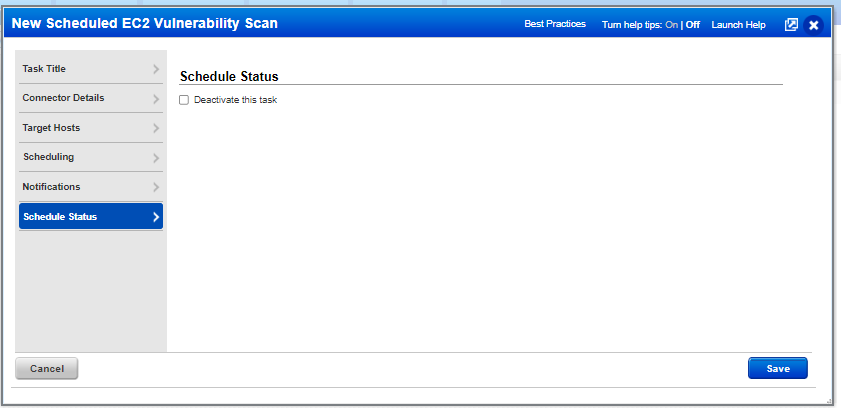 New Scheduled EC2 Vulnerability Scan
Best Practices
Turn help tips: On | Off
Launch Help
Task Title
Connector Details
Target Hosts
Scheduling
Notifications
Schedule Status
Schedule Status
Deactivate this task
Cancel
Save